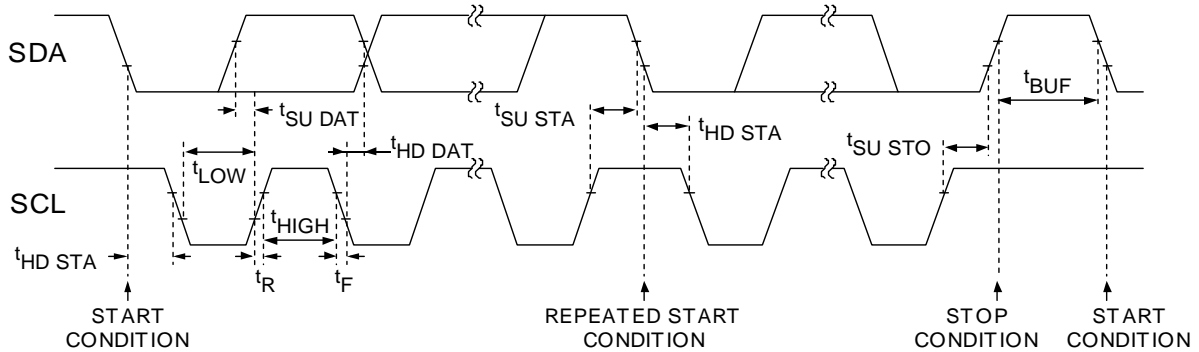 SDA
tSU DAT
tSU STA
tBUF
tHD DAT
tHD STA
tSU STO
tLOW
SCL
tHIGH
tHD STA
tR
tF
START
CONDITION
REPEATED START
CONDITION
STOP
CONDITION
START
CONDITION